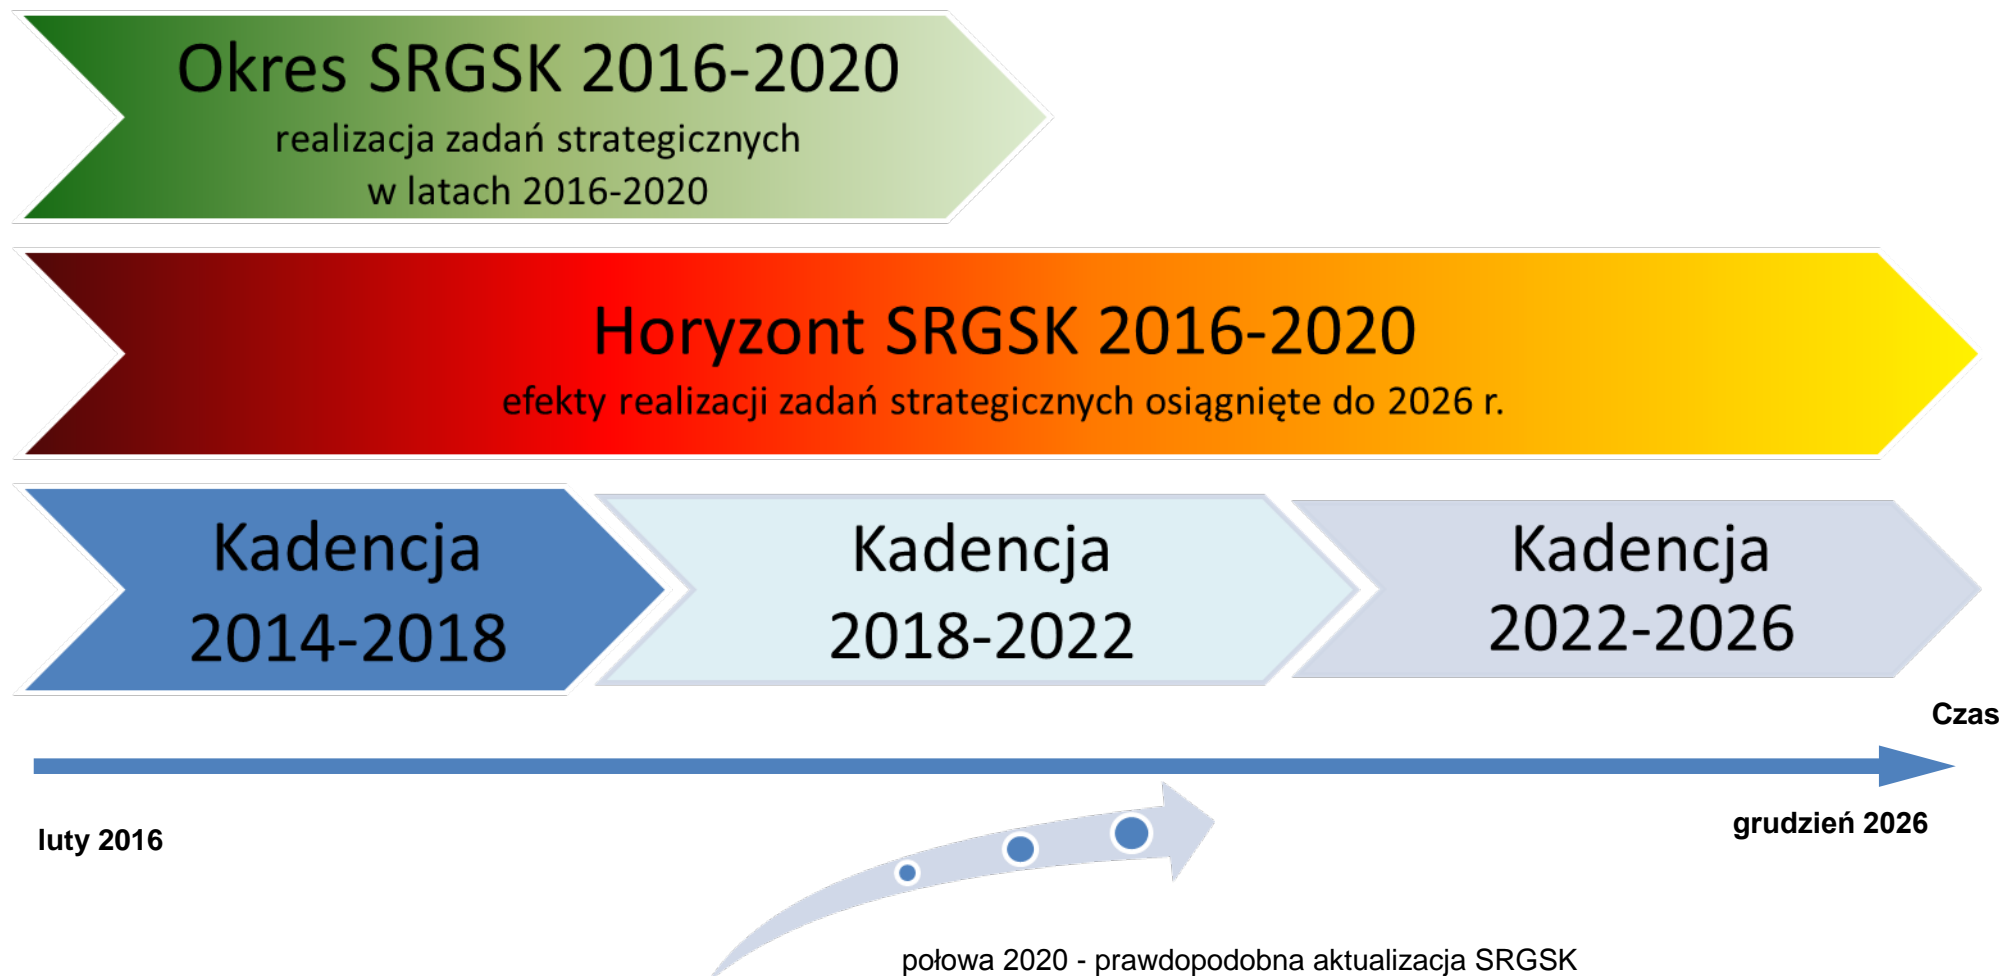 Okres SRGSK 2016-2020
realizacja zadań strategicznych
w latach 2016-2020
Horyzont SRGSK 2016-2020
efekty realizacji zadań strategicznych osiągnięte do 2026 r.
Kadencja
2014-2018
Kadencja
2018-2022
Kadencja
2022-2026
Czas
luty 2016
grudzień 2026
połowa 2020 - prawdopodobna aktualizacja SRGSK